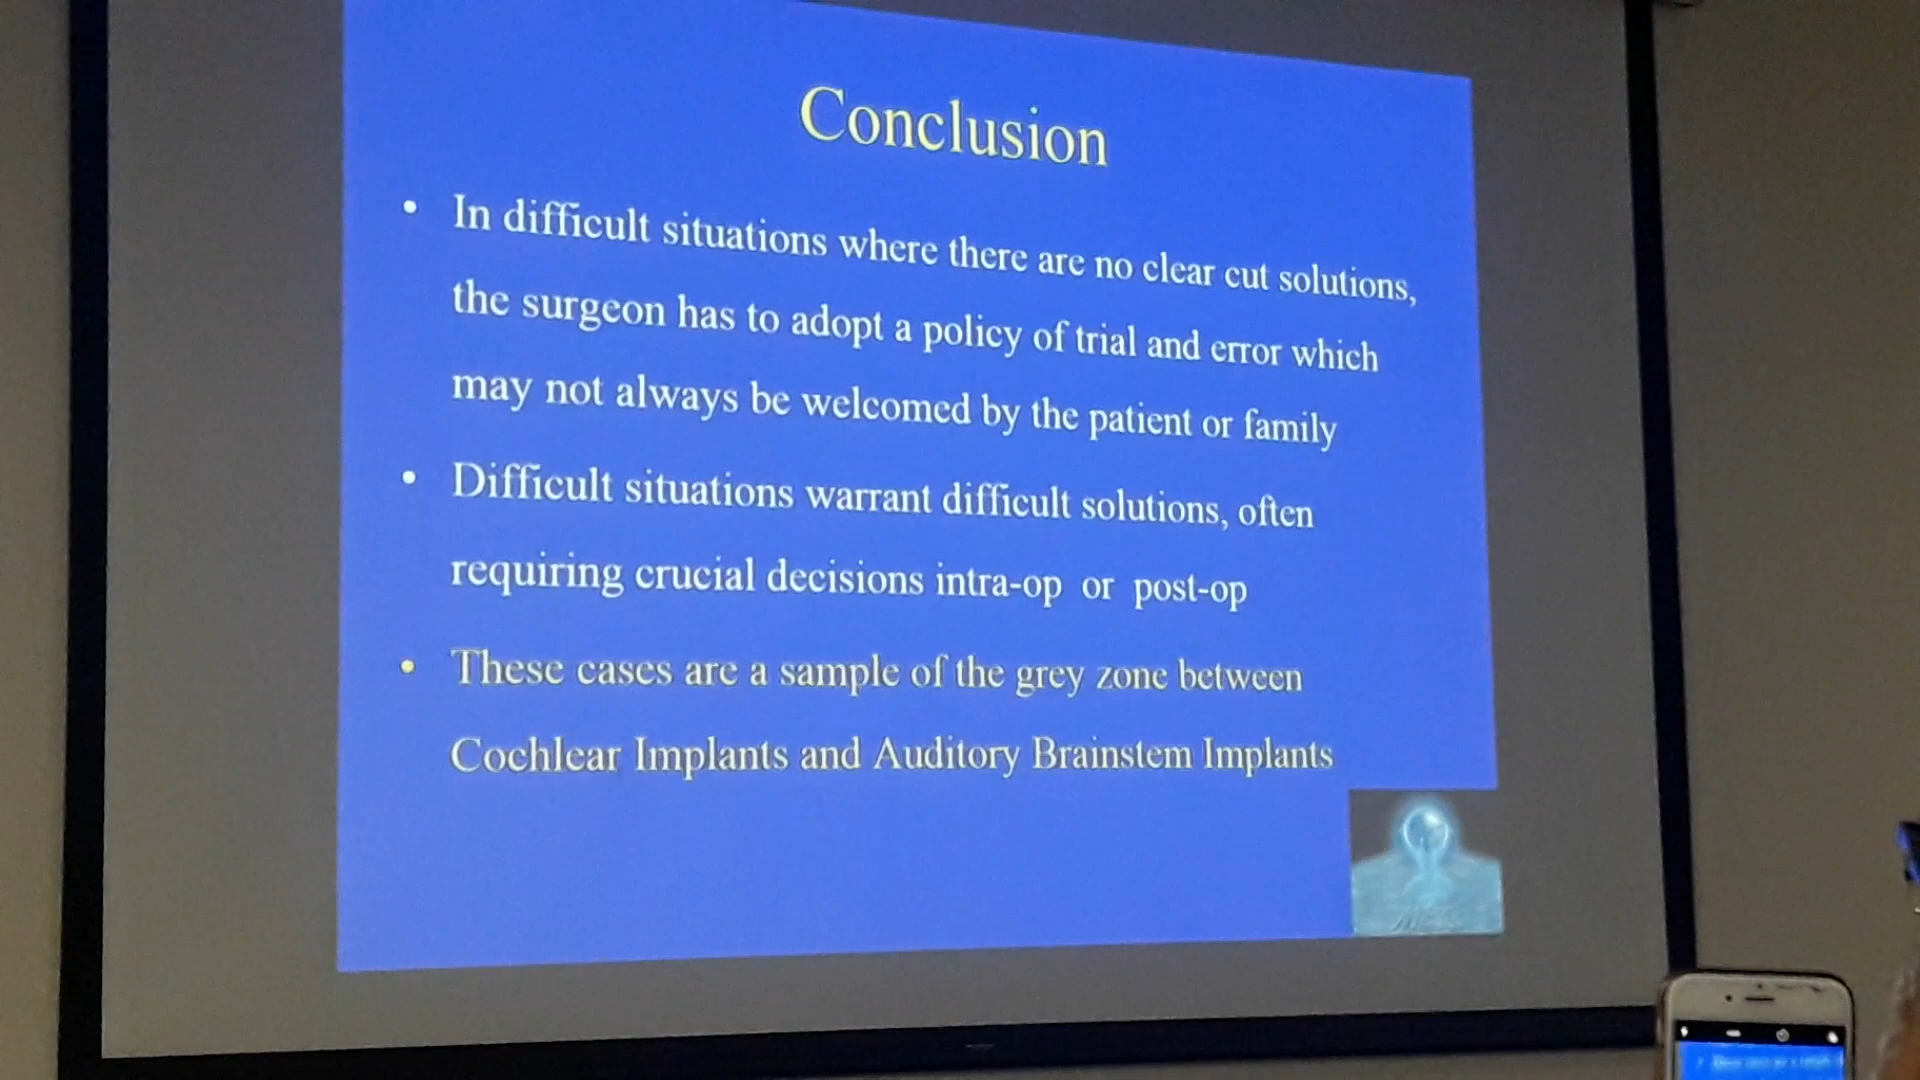 Conclusion
• In difficult situations where there are no clear cut solutions,
the surgeon has to adopt a policy of trial and error which
may not always be welcomed by the patient or family
• Difficult situations warrant difficult solutions, often
requiring crucial decisions intra-op or post-op
• These cases are a sample of the grey zone between
Cochlear Implants and Auditory Brainstem Implants